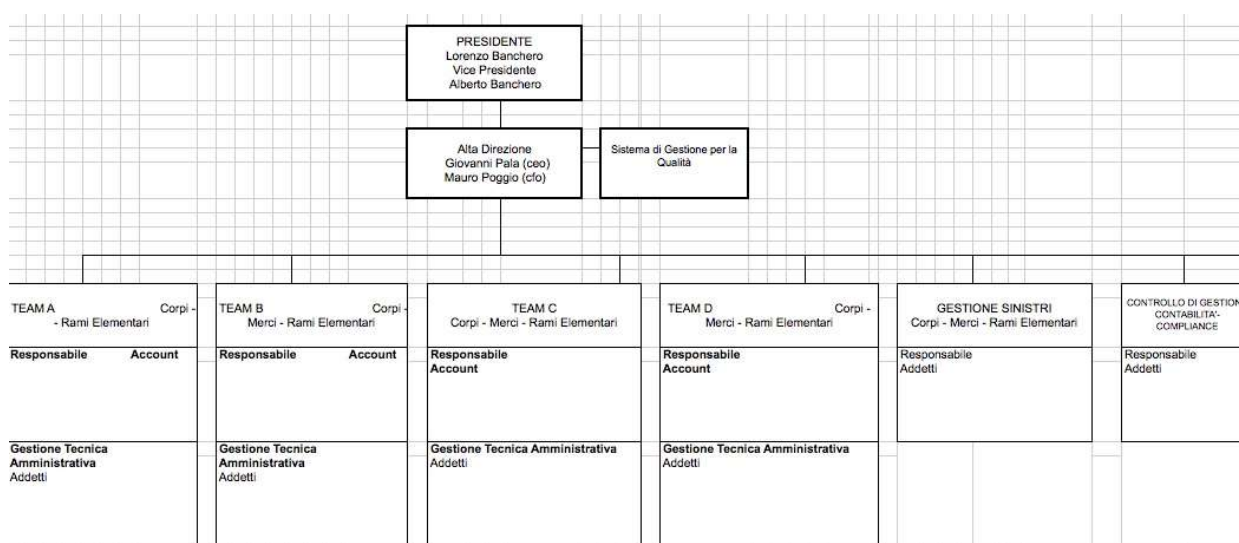 PRESIDENTE
Lorenzo Banchero
Vice Presidente
Alberto Banchero
Alta Direzione
Giovanni Pala (ceo)
Mauro Poggio (cfo)
Sistema di Gestione per la
Qualità
TEAM A Corpi -
- Rami Elementari
Responsabile Account
Gestione Tecnica
Amministrativa
Addetti
TEAM B Corpi -
Merci - Rami Elementari
Responsabile Account
Gestione Tecnica
Amministrativa
Addetti
TEAM C
Corpi - Merci - Rami Elementari
Responsabile
Account
Gestione Tecnica Amministrativa
Addetti
TEAM D Corpi -
Merci - Rami Elementari
Responsabile
Account
Gestione Tecnica Amministrativa
Addetti
GESTIONE SINISTRI
Corpi - Merci - Rami Elementari
Responsabile
Addetti
CONTROLLO DI GESTION
CONTABILITA'-
COMPLIANCE
Responsabile
Addetti